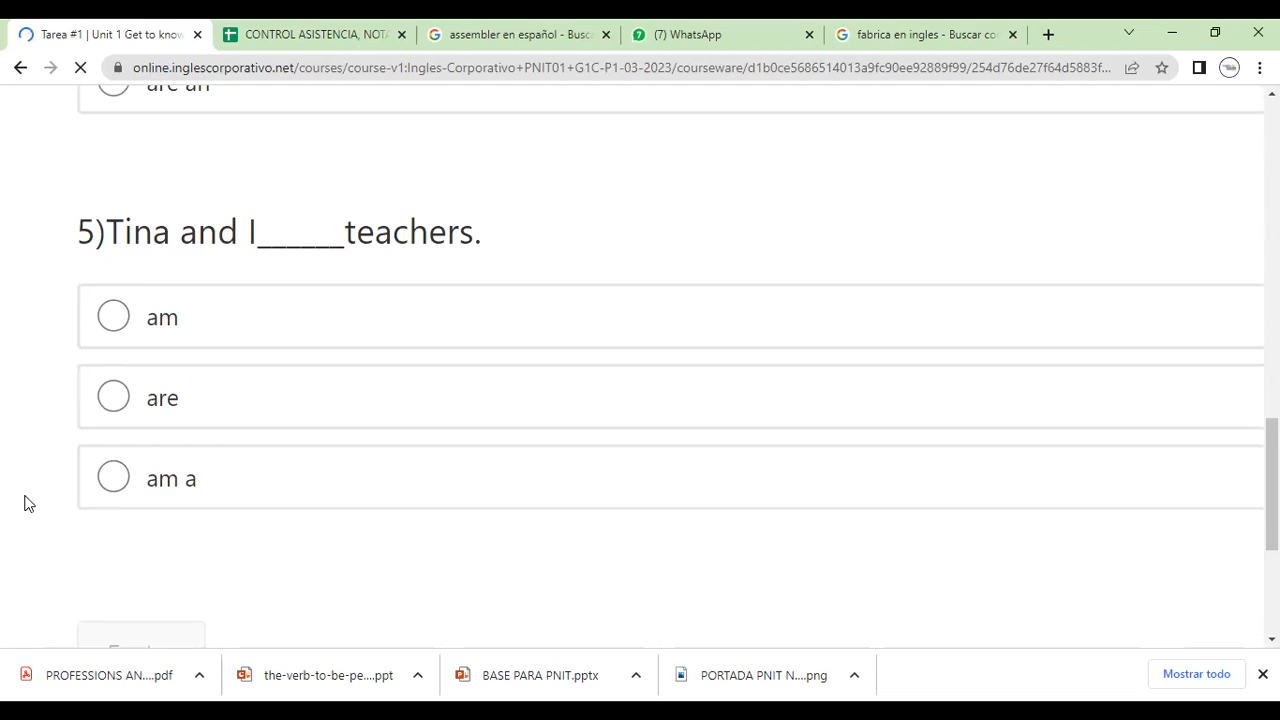 Tarea #1 | Unit 1 Get to know
CONTROL ASISTENCIA, NOTA
assembler en español - Busc
(7) WhatsApp
fabrica en ingles - Buscar co
online.inglescorporativo.net/courses/course-v1:Ingles-Corporativo+PNIT01+G1C-P1-03-2023/courseware/d1b0ce5686514013a9fc90ee92889f99/254d76de27f64d5883f...
are an
5)Tina and I______teachers.
am
are
am a
PROFESSIONS AN....pdf
the-verb-to-be-pe....ppt
BASE PARA PNIT.pptx
PORTADA PNIT N....png
Mostrar todo